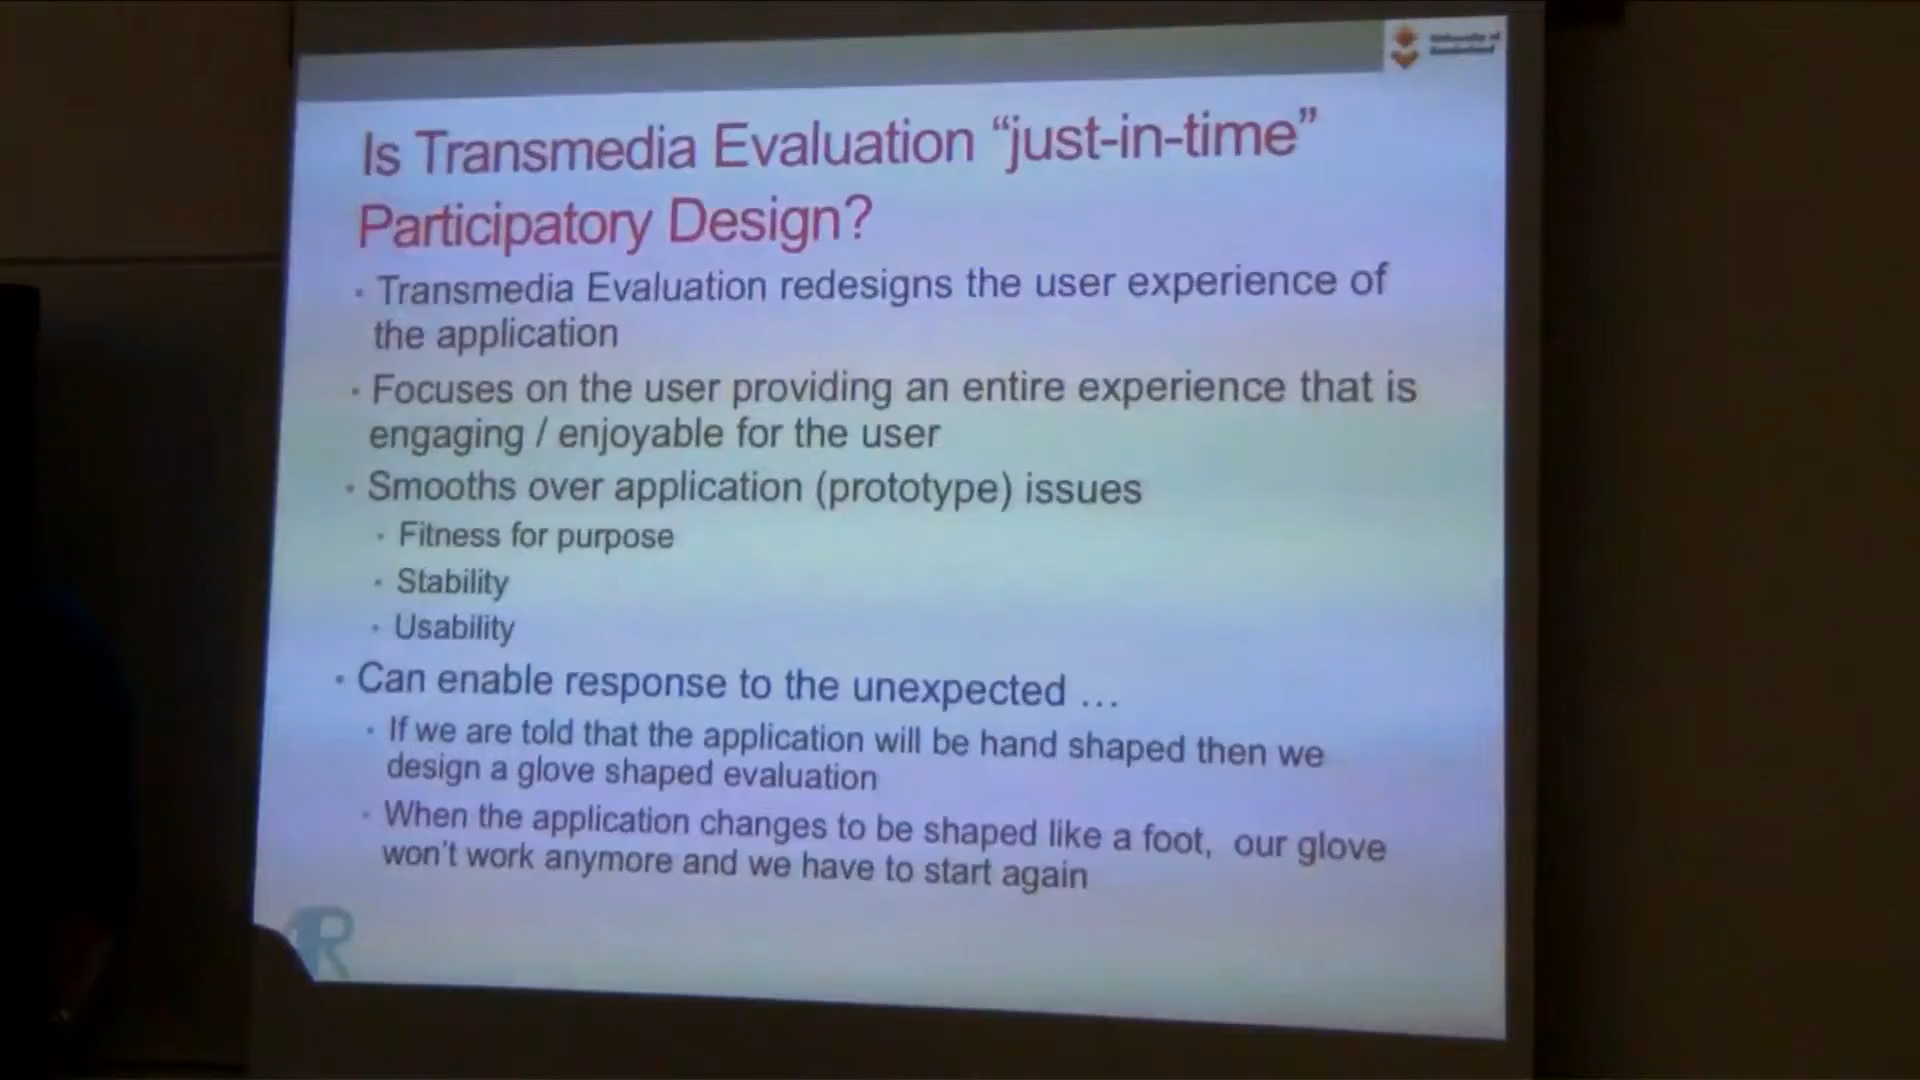 University of
Sunderland
Is Transmedia Evaluation “just-in-time”
Participatory Design?
· Transmedia Evaluation redesigns the user experience of
the application
· Focuses on the user providing an entire experience that is
engaging / enjoyable for the user
· Smooths over application (prototype) issues
· Fitness for purpose
· Stability
· Usability
· Can enable response to the unexpected ...
· If we are told that the application will be hand shaped then we
design a glove shaped evaluation
· When the application changes to be shaped like a foot, our glove
won't work anymore and we have to start again
R